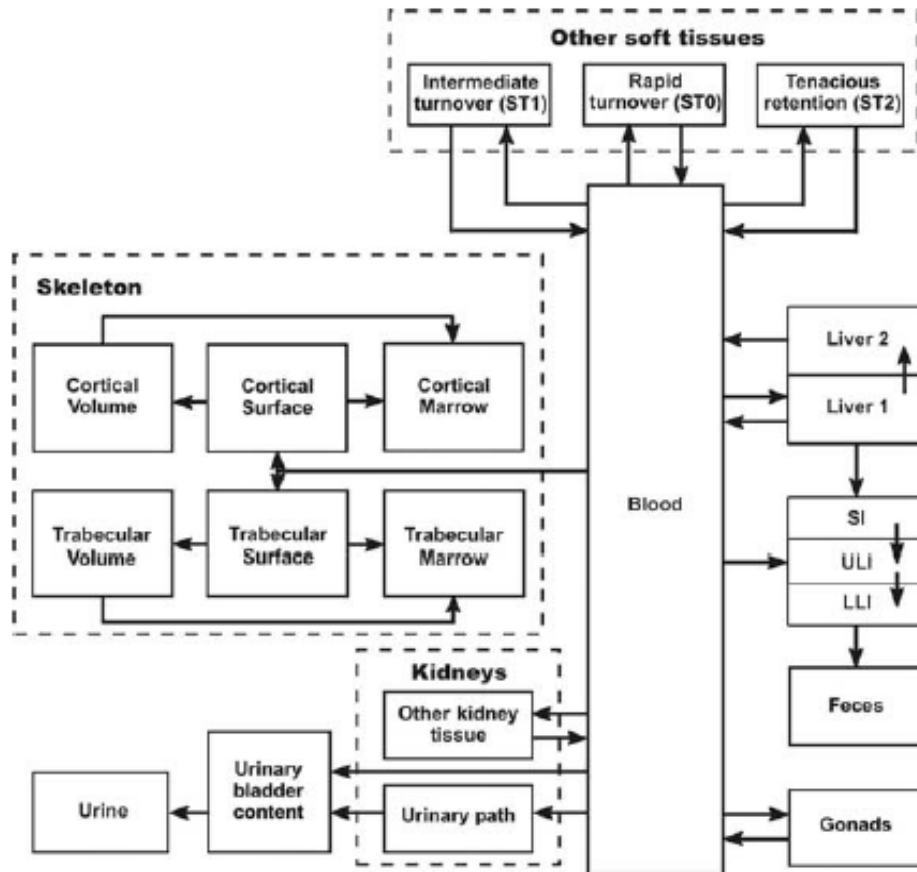 Other soft tissues
Intermediate
turnover (ST1)
Rapid
turnover (ST0)
Tenacious
retention (ST2)
Skeleton
Cortical
Volume
Cortical
Surface
Cortical
Marrow
Trabecular
Volume
Trabecular
Surface
Trabecular
Marrow
Blood
Liver 2
Liver 1
SI
ULI
LLI
Feces
Kidneys
Other kidney
tissue
Urinary path
Urinary
bladder
content
Urine
Gonads